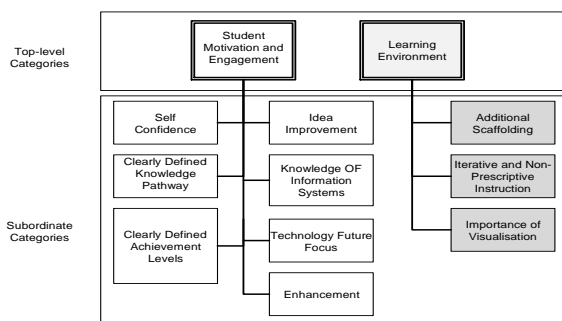 Top-level
Categories
Student
Motivation and
Engagement
Learning
Environment
Subordinate
Categories
Self
Confidence
Idea
Improvement
Clearly Defined
Knowledge
Pathway
Knowledge OF
Information
Systems
Clearly Defined
Achievement
Levels
Technology Future
Focus
Enhancement
Additional
Scaffolding
Iterative and Non-
Prescriptive
Instruction
Importance of
Visualisation